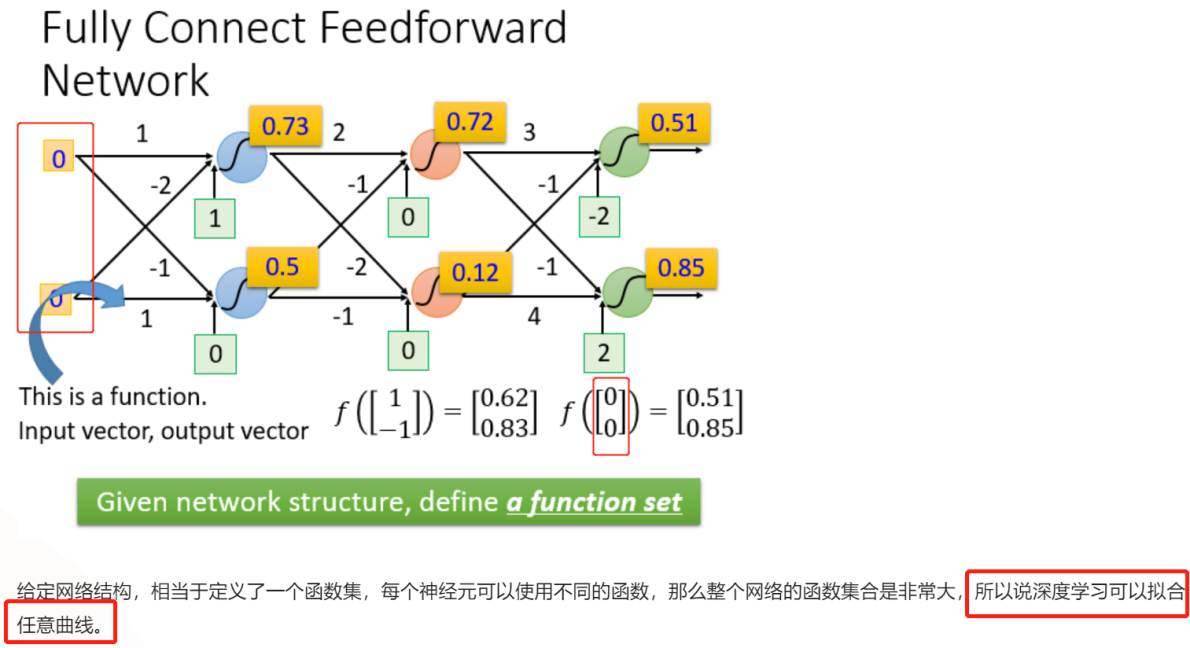 Fully Connect Feedforward
Network
0 1 0.73 2 0.72 3 0.51
-2 -1 -1
1 0 -2
-1 0.5 -2 0.12 -1 0.85
0 1 -1 4
0 0 2
This is a function.
Input vector, output vector
f([1 -1]) = [0.62 0.83] f([0 0]) = [0.51 0.85]
Given network structure, define a function set
给定网络结构，相当于定义了一个函数集，每个神经元可以使用不同的函数，那么整个网络的函数集合是非常大，所以说深度学习可以拟合
任意曲线。